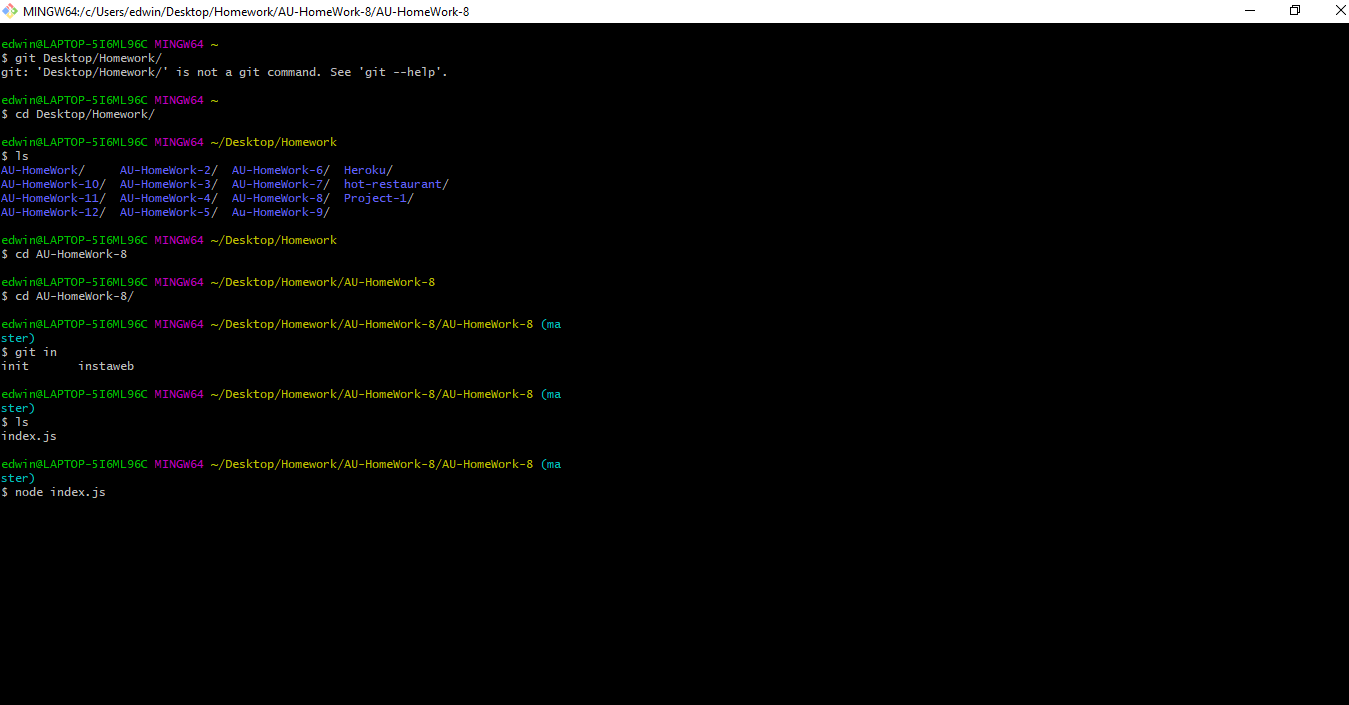 MINGW64:/c/Users/edwin/Desktop/Homework/AU-HomeWork-8/AU-HomeWork-8
edwin@LAPTOP-5I6ML96C MINGW64 ~
$ git Desktop/Homework/
git: 'Desktop/Homework/' is not a git command. See 'git --help'.
edwin@LAPTOP-5I6ML96C MINGW64 ~
$ cd Desktop/Homework/
edwin@LAPTOP-5I6ML96C MINGW64 ~/Desktop/Homework
$ ls
AU-HomeWork/     AU-HomeWork-2/  AU-HomeWork-6/  Heroku/
AU-HomeWork-10/  AU-HomeWork-3/  AU-HomeWork-7/  hot-restaurant/
AU-HomeWork-11/  AU-HomeWork-4/  AU-HomeWork-8/  Project-1/
AU-HomeWork-12/  AU-HomeWork-5/  Au-HomeWork-9/
edwin@LAPTOP-5I6ML96C MINGW64 ~/Desktop/Homework
$ cd AU-HomeWork-8
edwin@LAPTOP-5I6ML96C MINGW64 ~/Desktop/Homework/AU-HomeWork-8
$ cd AU-HomeWork-8/
edwin@LAPTOP-5I6ML96C MINGW64 ~/Desktop/Homework/AU-HomeWork-8/AU-HomeWork-8 (ma
ster)
$ git in
init       instaweb
edwin@LAPTOP-5I6ML96C MINGW64 ~/Desktop/Homework/AU-HomeWork-8/AU-HomeWork-8 (ma
ster)
$ ls
index.js
edwin@LAPTOP-5I6ML96C MINGW64 ~/Desktop/Homework/AU-HomeWork-8/AU-HomeWork-8 (ma
ster)
$ node index.js